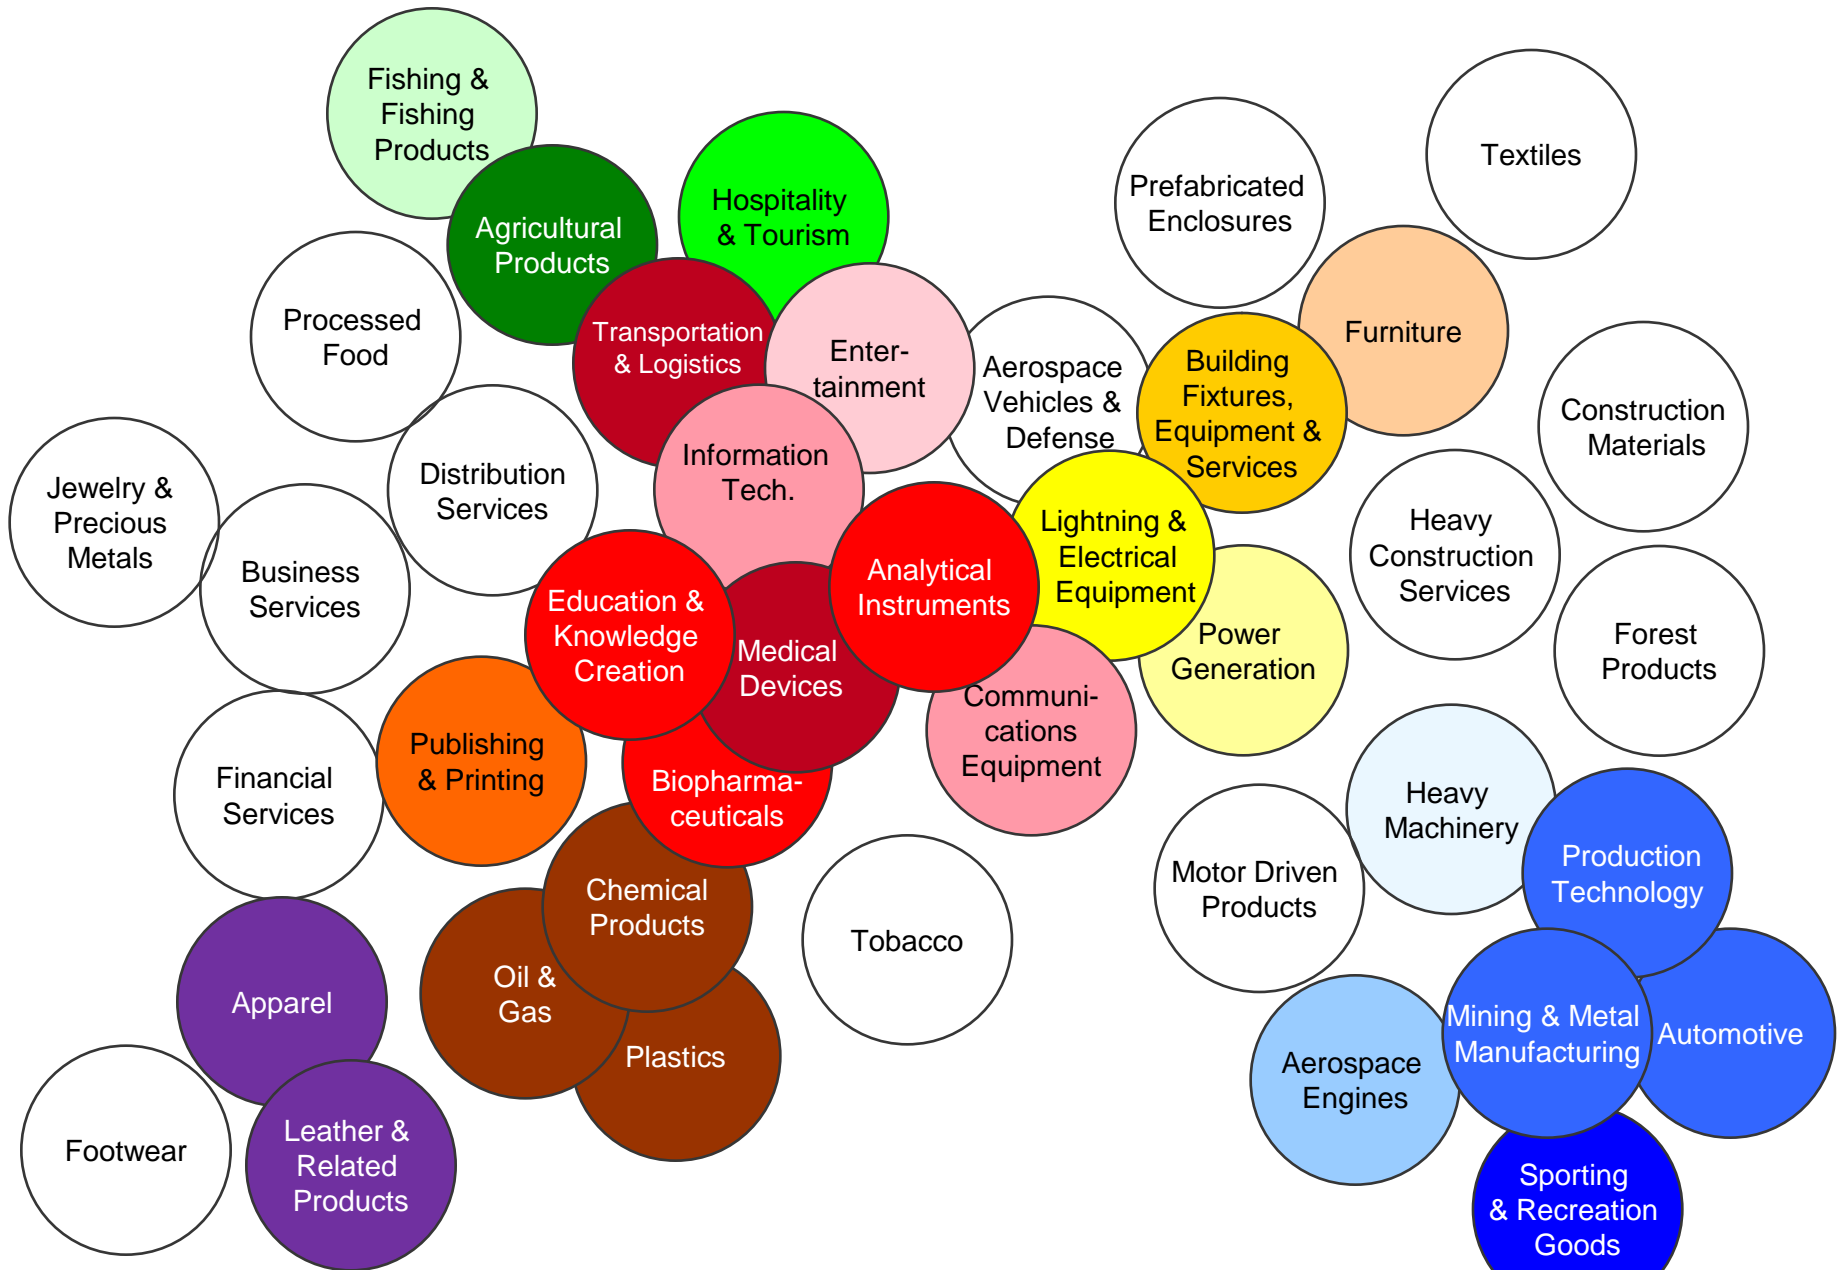 Fishing &
Fishing
Products
Textiles
Prefabricated
Enclosures
Hospitality
& Tourism
Agricultural
Products
Processed
Food
Transportation
& Logistics
Enter-
tainment
Aerospace
Vehicles &
Defense
Building
Fixtures,
Equipment &
Services
Furniture
Construction
Materials
Jewelry &
Precious
Metals
Distribution
Services
Information
Tech.
Business
Services
Education &
Knowledge
Creation
Medical
Devices
Analytical
Instruments
Lightning &
Electrical
Equipment
Power
Generation
Heavy
Construction
Services
Forest
Products
Communi-
cations
Equipment
Financial
Services
Publishing
& Printing
Biopharma-
ceuticals
Heavy
Machinery
Production
Technology
Motor Driven
Products
Chemical
Products
Tobacco
Apparel
Oil &
Gas
Plastics
Aerospace
Engines
Mining & Metal
Manufacturing
Automotive
Footwear
Leather &
Related
Products
Sporting
& Recreation
Goods